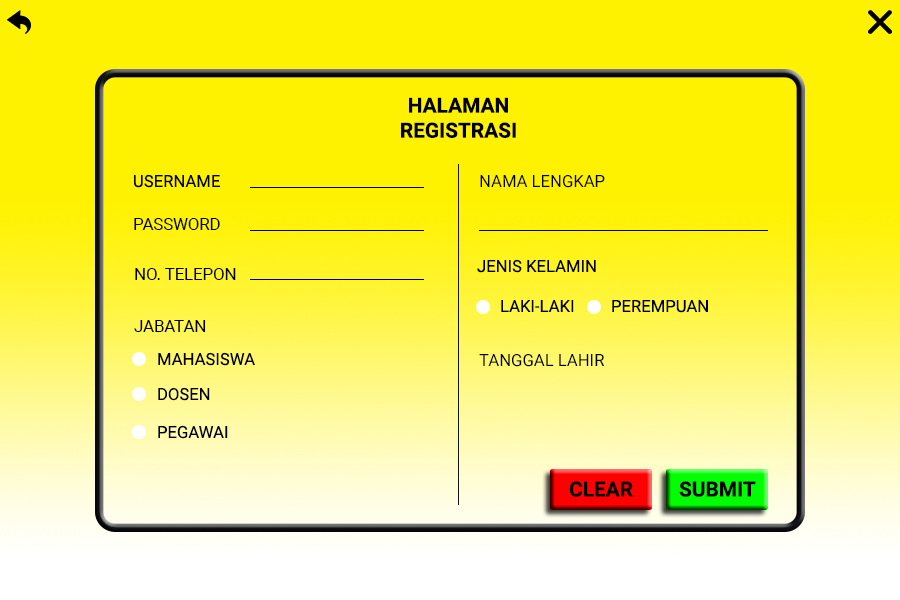 HALAMAN
REGISTRASI
USERNAME
PASSWORD
NO. TELEPON
JABATAN
MAHASISWA
DOSEN
PEGAWAI
NAMA LENGKAP
JENIS KELAMIN
LAKI-LAKI PEREMPUAN
TANGGAL LAHIR
CLEAR SUBMIT